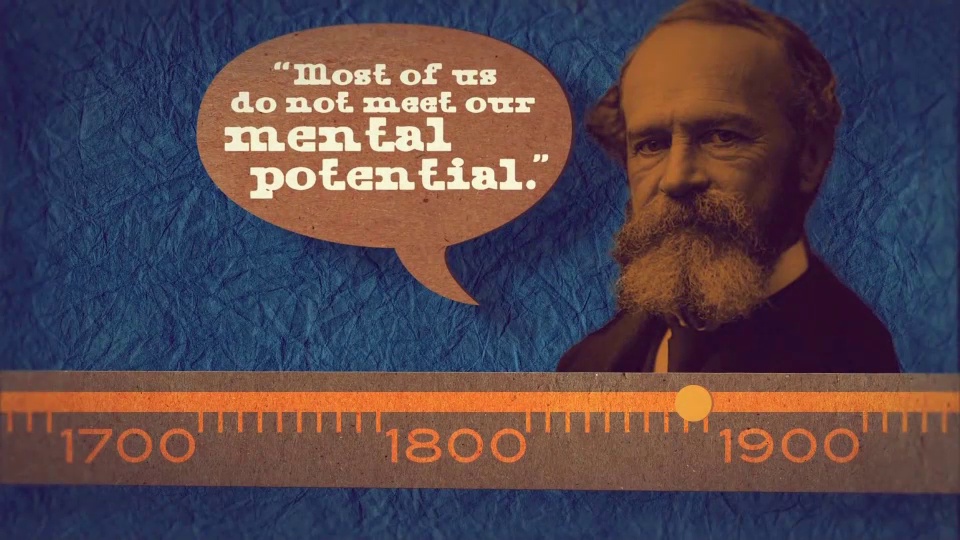 “Most of us
do not meet our
mental
potential.”
1700 1800 1900